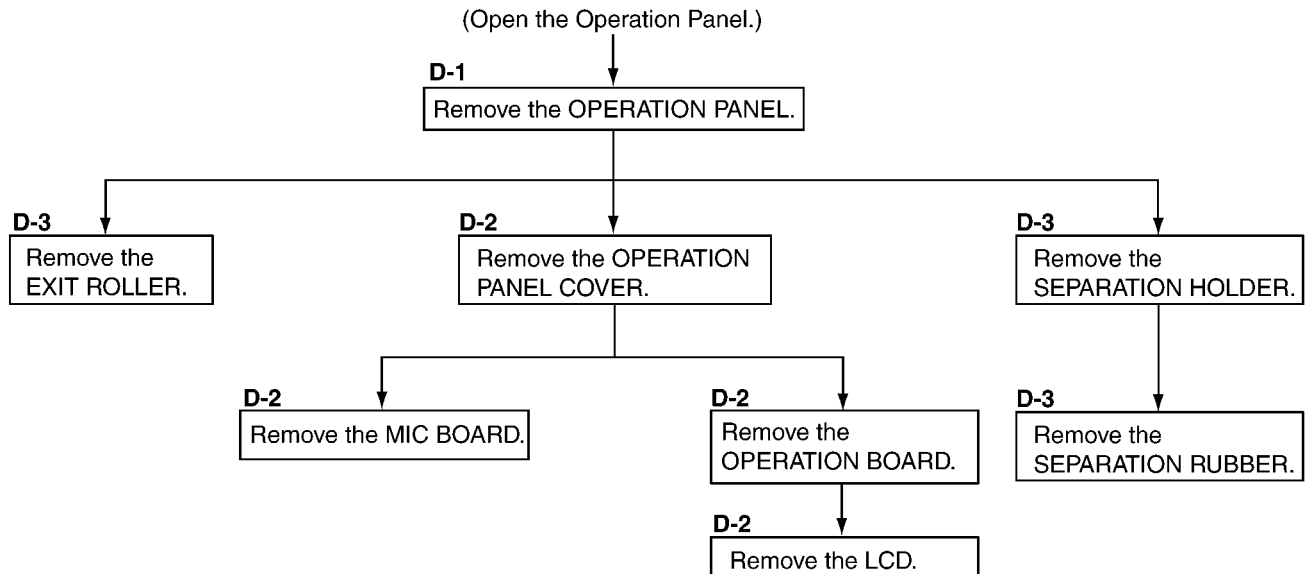 (Open the Operation Panel.)
D-1
Remove the OPERATION PANEL.
D-3
Remove the
EXIT ROLLER.
D-2
Remove the OPERATION
PANEL COVER.
D-3
Remove the
SEPARATION HOLDER.
D-2
Remove the MIC BOARD.
D-2
Remove the
OPERATION BOARD.
D-3
Remove the
SEPARATION RUBBER.
D-2
Remove the LCD.